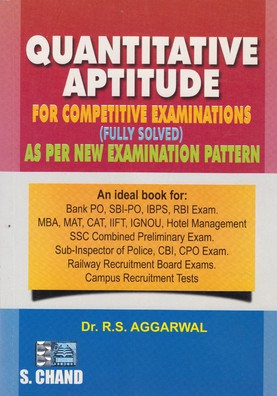 QUANTITATIVE
APTITUDE
FOR COMPETITIVE EXAMINATIONS
(FULLY SOLVED)
AS PER NEW EXAMINATION PATTERN
An ideal book for:
Bank PO, SBI-PO, IBPS, RBI Exam.
MBA, MAT, CAT, IIFT, IGNOU, Hotel Management
SSC Combined Preliminary Exam.
Sub-Inspector of Police, CBI, CPO Exam.
Railway Recruitment Board Exams.
Campus Recruitment Tests
Dr. R.S. AGGARWAL
S. CHAND